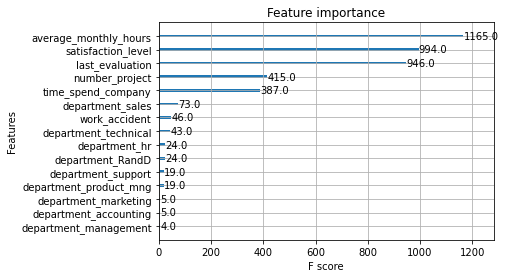 Feature importance
Features
average_monthly_hours 1165.0
satisfaction_level 994.0
last_evaluation 946.0
number_project 415.0
time_spend_company 387.0
department_sales 73.0
work_accident 46.0
department_technical 43.0
department_hr 24.0
department_RandD 24.0
department_support 19.0
department_product_mng 19.0
department_marketing 5.0
department_accounting 5.0
department_management 4.0
0 200 400 600 800 1000 1200
F score